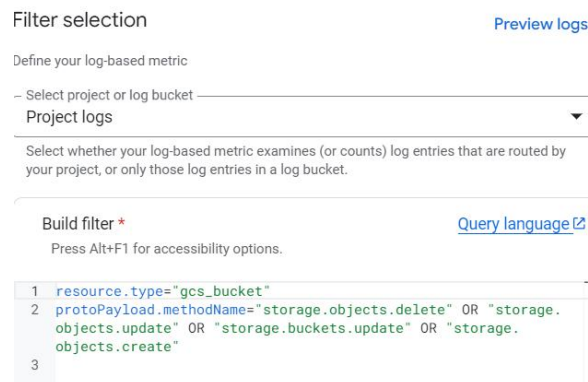 Filter selection
Preview logs
Define your log-based metric
Select project or log bucket
Project logs
Select whether your log-based metric examines (or counts) log entries that are routed by
your project, or only those log entries in a log bucket.
Build filter *
Query language
Press Alt+F1 for accessibility options.
1 resource.type="gcs_bucket"
2 protoPayload.methodName="storage.objects.delete" OR "storage.
objects.update" OR "storage.buckets.update" OR "storage.
objects.create"
3